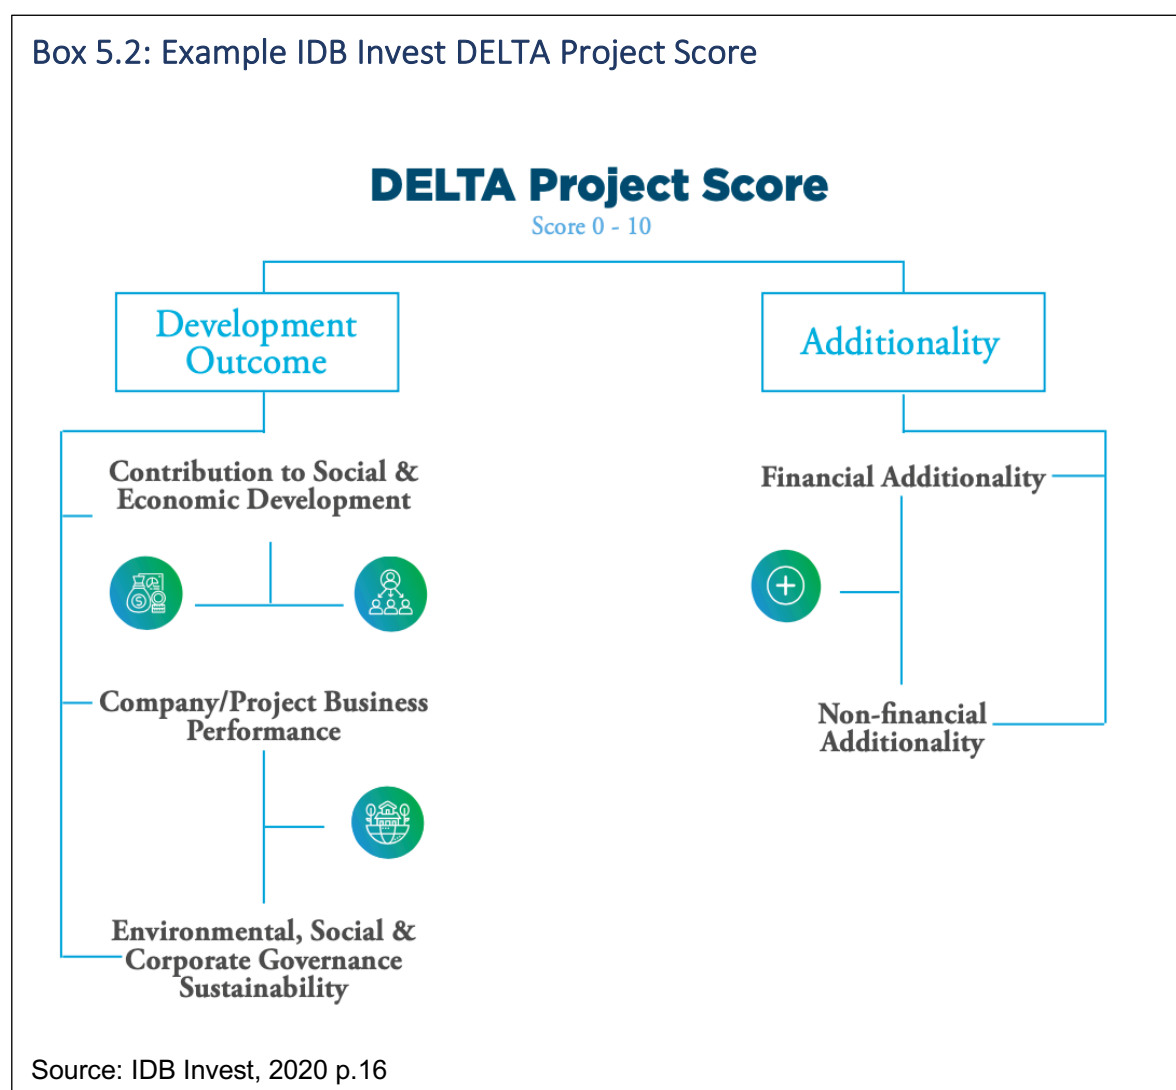 Box 5.2: Example IDB Invest DELTA Project Score
DELTA Project Score
Score 0 - 10
Development
Outcome
Additionality
Contribution to Social &
Economic Development
Financial Additionality
$
Company/Project Business
Performance
Non-financial
Additionality
Environmental, Social &
Corporate Governance
Sustainability
Source: IDB Invest, 2020 p.16